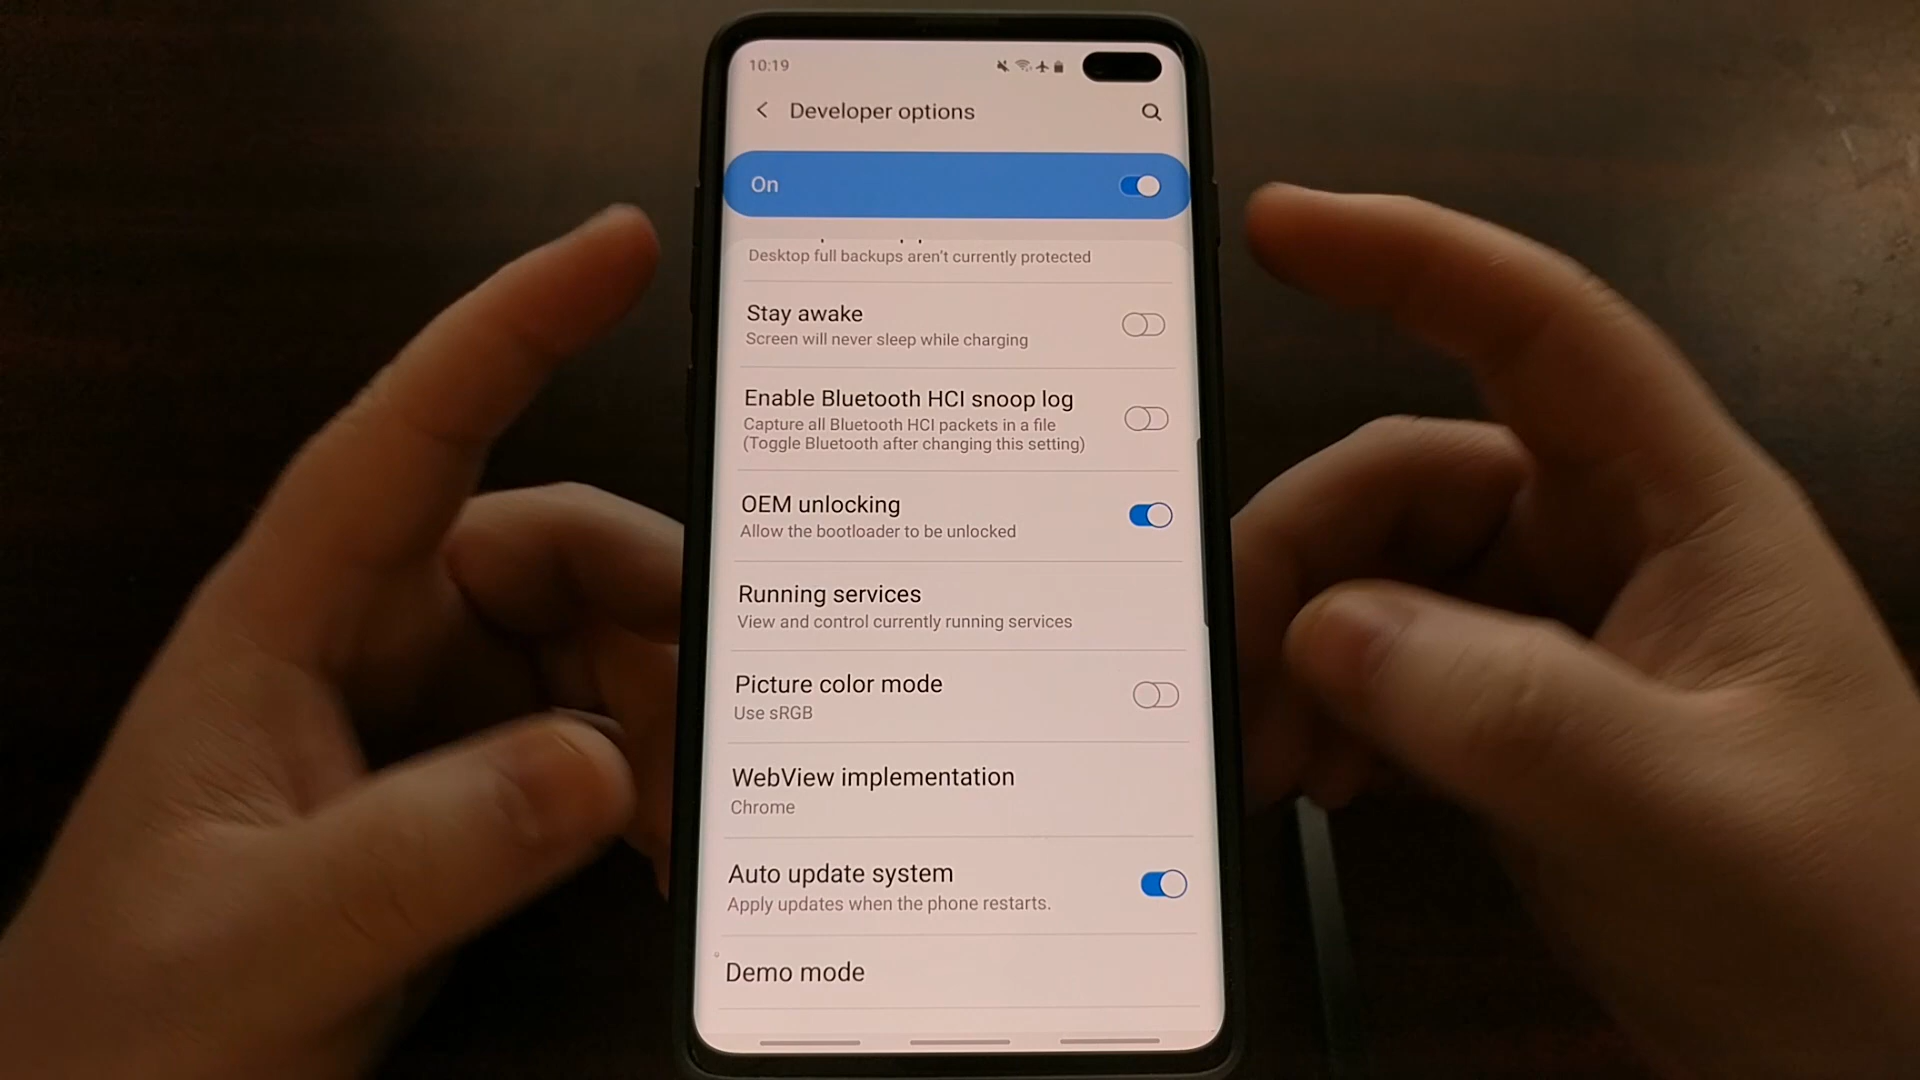 10:19
Developer options
On
Desktop full backups aren't currently protected
Stay awake
Screen will never sleep while charging
Enable Bluetooth HCI snoop log
Capture all Bluetooth HCI packets in a file
(Toggle Bluetooth after changing this setting)
OEM unlocking
Allow the bootloader to be unlocked
Running services
View and control currently running services
Picture color mode
Use sRGB
WebView implementation
Chrome
Auto update system
Apply updates when the phone restarts.
Demo mode